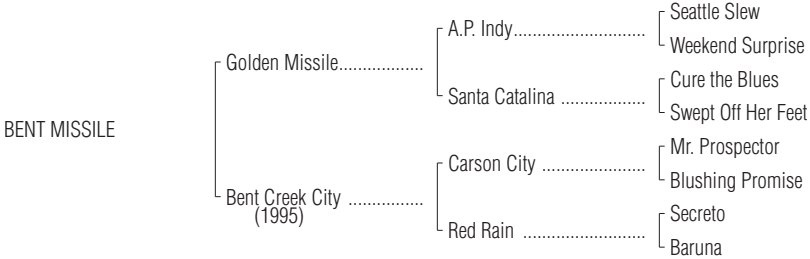 Seattle Slew
A.P. Indy.............................
Weekend Surprise
Golden Missile..................
Cure the Blues
Santa Catalina ..................
Swept Off Her Feet
BENT MISSILE
Mr. Prospector
Carson City .......................
Blushing Promise
Bent Creek City ................
(1995)
Secreto
Red Rain ..........................
Baruna